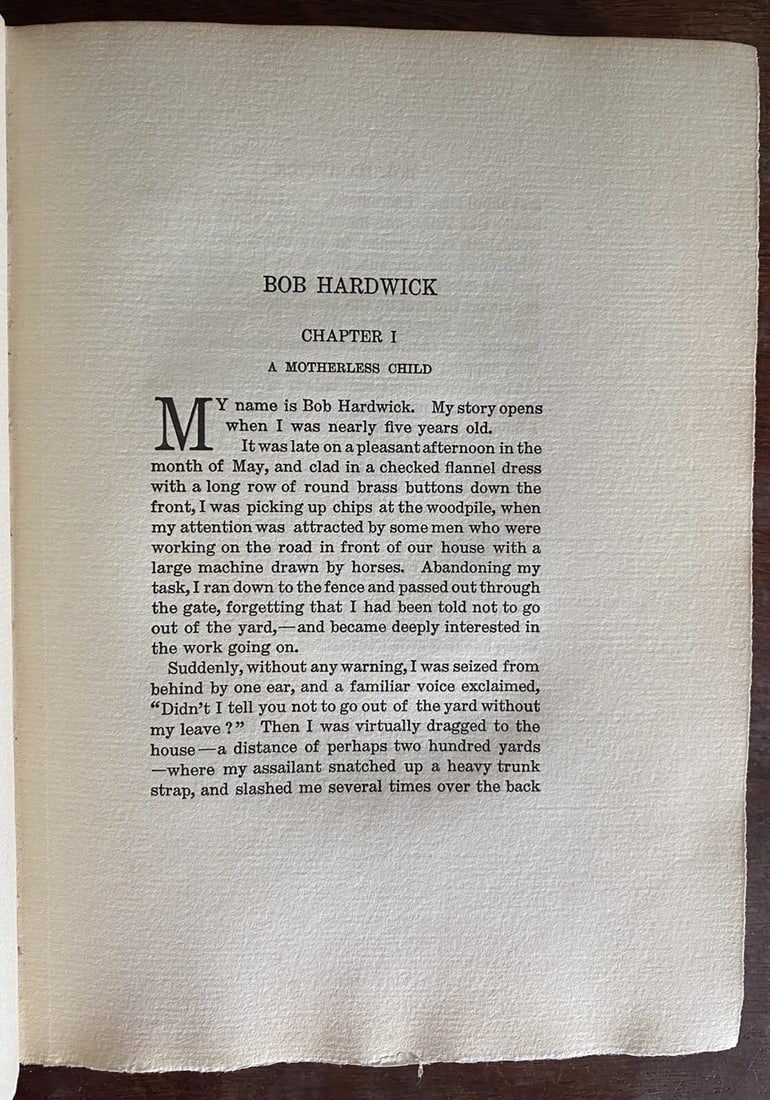 BOB HARDWICK
CHAPTER I
A MOTHERLESS CHILD
MY name is Bob Hardwick. My story opens
when I was nearly five years old.
It was late on a pleasant afternoon in the
month of May, and clad in a checked flannel dress
with a long row of round brass buttons down the
front, I was picking up chips at the woodpile, when
my attention was attracted by some men who were
working on the road in front of our house with a
large machine drawn by horses. Abandoning my
task, I ran down to the fence and passed out through
the gate, forgetting that I had been told not to go
out of the yard,—and became deeply interested in
the work going on.
Suddenly, without any warning, I was seized from
behind by one ear, and a familiar voice exclaimed,
“Didn’t I tell you not to go out of the yard without
my leave?” Then I was virtually dragged to the
house—a distance of perhaps two hundred yards
—where my assailant snatched up a heavy trunk
strap, and slashed me several times over the back